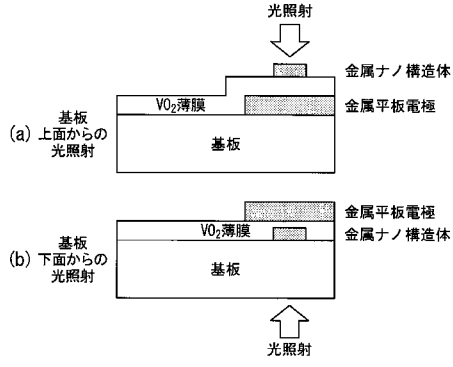 光照射
金属ナノ構造体
VO₂薄膜
金属平板電極
(a)
基板
上面からの
光照射
基板
金属平板電極
VO₂薄膜
金属ナノ構造体
(b)
基板
下面からの
光照射
基板
光照射